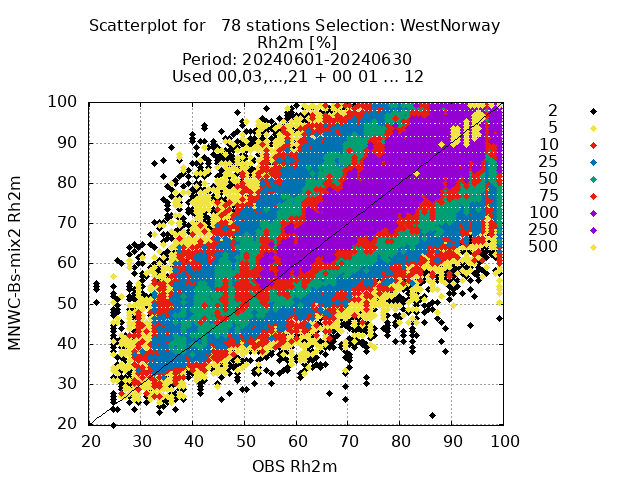 Scatterplot for   78 stations Selection: WestNorway
Rh2m [%]
Period: 20240601-20240630
Used 00,03,...,21 + 00 01 ... 12
MNWC-Bs-mix2 Rh2m
100
90
80
70
60
50
40
30
20
20 30 40 50 60 70 80 90 100
OBS Rh2m
2
5
10
25
50
75
100
250
500